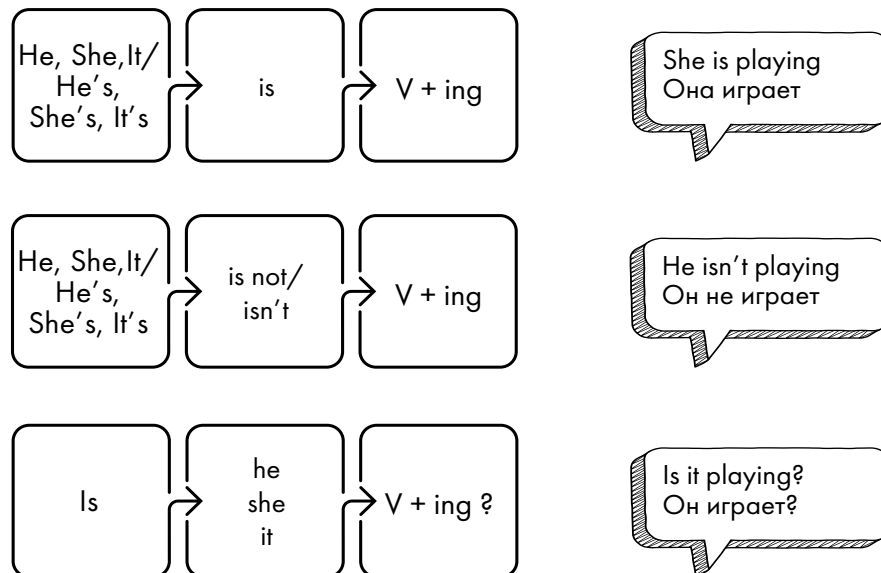 He, She,It/
He's,
She's, It's
is
V + ing
She is playing
Она играет
He, She,It/
He's,
She's, It's
is not/
isn't
V + ing
He isn't playing
Он не играет
Is
he
she
it
V + ing ?
Is it playing?
Он играет?